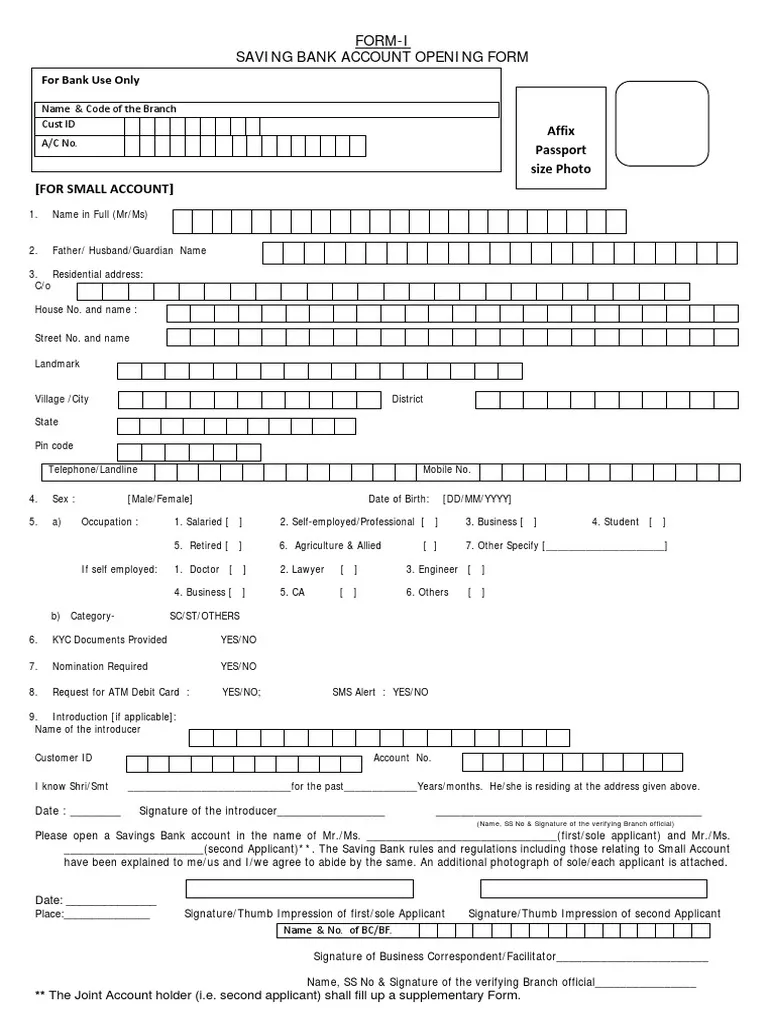 FORM-I
SAVING BANK ACCOUNT OPENING FORM
For Bank Use Only
Name & Code of the Branch
Cust ID
A/C No.
Affix
Passport
size Photo
[FOR SMALL ACCOUNT]
1. Name in Full (Mr/Ms)
2. Father/ Husband/Guardian Name
3. Residential address:
C/o
House No. and name :
Street No. and name
Landmark
Village /City District
State
Pin code
Telephone/Landline Mobile No.
4. Sex : [Male/Female] Date of Birth: [DD/MM/YYYY]
5. a) Occupation : 1. Salaried [ ] 2. Self-employed/Professional [ ] 3. Business [ ] 4. Student [ ]
5. Retired [ ] 6. Agriculture & Allied [ ] 7. Other Specify [____________________]
If self employed: 1. Doctor [ ] 2. Lawyer [ ] 3. Engineer [ ]
4. Business [ ] 5. CA [ ] 6. Others [ ]
b) Category- SC/ST/OTHERS
6. KYC Documents Provided YES/NO
7. Nomination Required YES/NO
8. Request for ATM Debit Card : YES/NO; SMS Alert : YES/NO
9. Introduction [if applicable]:
Name of the introducer
Customer ID Account No.
I know Shri/Smt ___________________________for the past____________Years/months. He/she is residing at the address given above.
Date : ________ Signature of the introducer_________________ __________________________________________
(Name, SS No & Signature of the verifying Branch official)
Please open a Savings Bank account in the name of Mr./Ms. ______________________________(first/sole applicant) and Mr./Ms.
______________________(second Applicant)**. The Saving Bank rules and regulations including those relating to Small Account
have been explained to me/us and I/we agree to abide by the same. An additional photograph of sole/each applicant is attached.
Date: ______________
Place:______________ Signature/Thumb Impression of first/sole Applicant Signature/Thumb Impression of second Applicant
Name & No. of BC/BF.
Signature of Business Correspondent/Facilitator________________________
Name, SS No & Signature of the verifying Branch official________________
** The Joint Account holder (i.e. second applicant) shall fill up a supplementary Form.